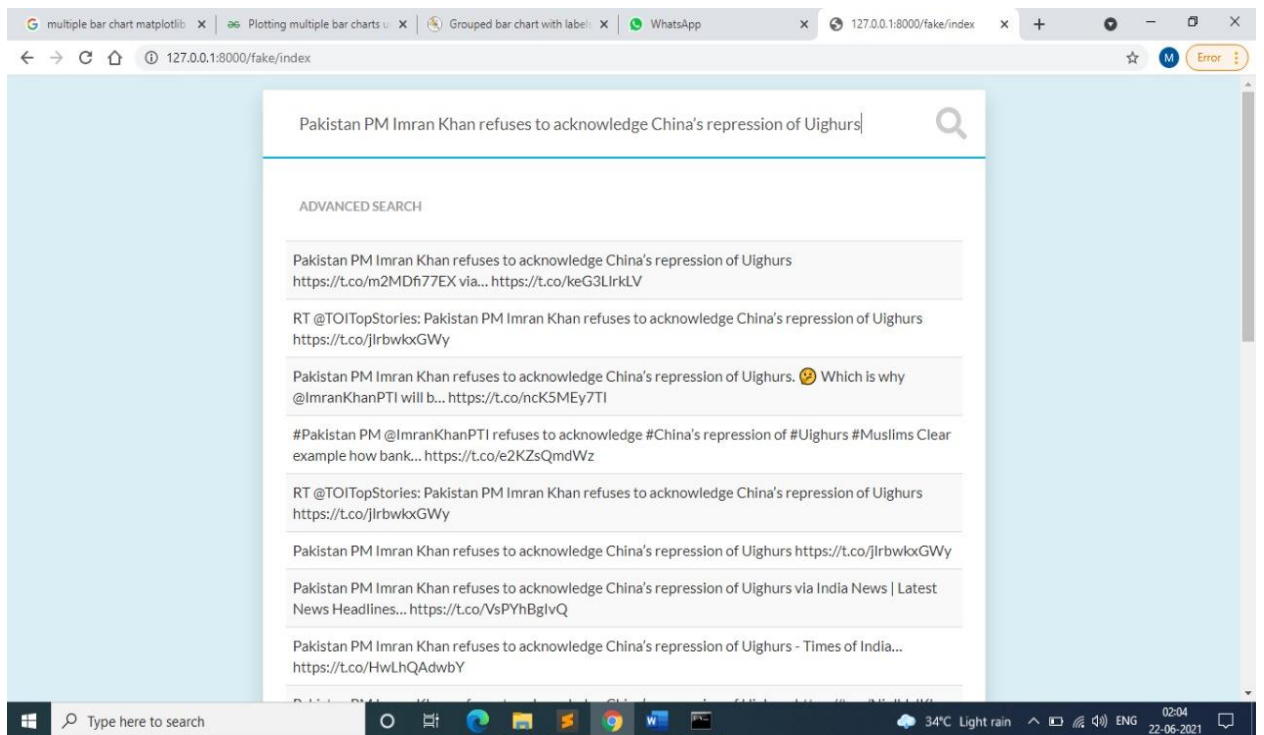 multiple bar chart matplotlib
Plotting multiple bar charts u
Grouped bar chart with labels
WhatsApp
127.0.0.1:8000/fake/index
127.0.0.1:8000/fake/index
M
Error
Pakistan PM Imran Khan refuses to acknowledge China’s repression of Uighurs
ADVANCED SEARCH
Pakistan PM Imran Khan refuses to acknowledge China’s repression of Uighurs
https://t.co/m2MDfi77EX via... https://t.co/keG3LIrkLV
RT @TOITopStories: Pakistan PM Imran Khan refuses to acknowledge China’s repression of Uighurs
https://t.co/jIrbwkxGWy
Pakistan PM Imran Khan refuses to acknowledge China’s repression of Uighurs. 🤔 Which is why
@ImranKhanPTI will b... https://t.co/ncK5MEy7TI
#Pakistan PM @ImranKhanPTI refuses to acknowledge #China’s repression of #Uighurs #Muslims Clear
example how bank... https://t.co/e2KZsQmdWz
RT @TOITopStories: Pakistan PM Imran Khan refuses to acknowledge China’s repression of Uighurs
https://t.co/jIrbwkxGWy
Pakistan PM Imran Khan refuses to acknowledge China’s repression of Uighurs https://t.co/jIrbwkxGWy
Pakistan PM Imran Khan refuses to acknowledge China’s repression of Uighurs via India News | Latest
News Headlines... https://t.co/VsPYhBgIvQ
Pakistan PM Imran Khan refuses to acknowledge China’s repression of Uighurs - Times of India...
https://t.co/HwLhQAdwbY
Type here to search
34°C Light rain
ENG
02:04
22-06-2021